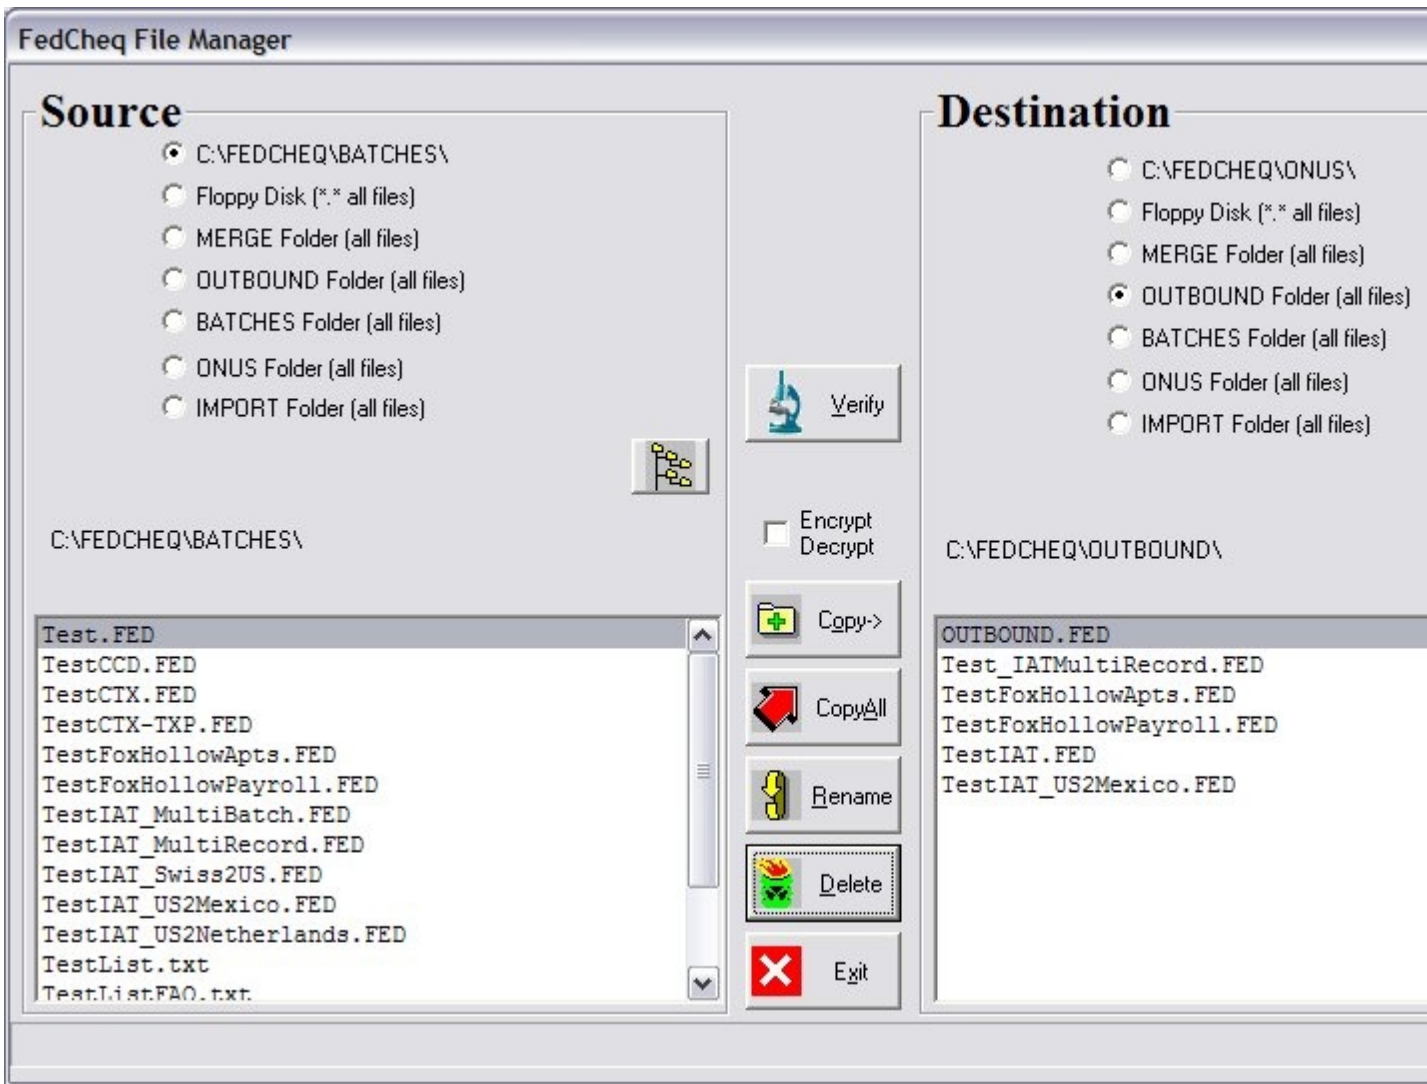 FedCheq File Manager
Source
C:\FEDCHEQ\BATCHES\
Floppy Disk (*.* all files)
MERGE Folder (all files)
OUTBOUND Folder (all files)
BATCHES Folder (all files)
ONUS Folder (all files)
IMPORT Folder (all files)
C:\FEDCHEQ\BATCHES\
Test.FED
TestCCD.FED
TestCTX.FED
TestCTX-TXP.FED
TestFoxHollowApts.FED
TestFoxHollowPayroll.FED
TestIAT_MultiBatch.FED
TestIAT_MultiRecord.FED
TestIAT_Swiss2US.FED
TestIAT_US2Mexico.FED
TestIAT_US2Netherlands.FED
TestList.txt
TestListFAO.txt
Verify
Encrypt
Decrypt
Copy->
CopyAll
Rename
Delete
Exit
Destination
C:\FEDCHEQ\ONUS\
Floppy Disk (*.* all files)
MERGE Folder (all files)
OUTBOUND Folder (all files)
BATCHES Folder (all files)
ONUS Folder (all files)
IMPORT Folder (all files)
C:\FEDCHEQ\OUTBOUND\
OUTBOUND.FED
Test_IATMultiRecord.FED
TestFoxHollowApts.FED
TestFoxHollowPayroll.FED
TestIAT.FED
TestIAT_US2Mexico.FED